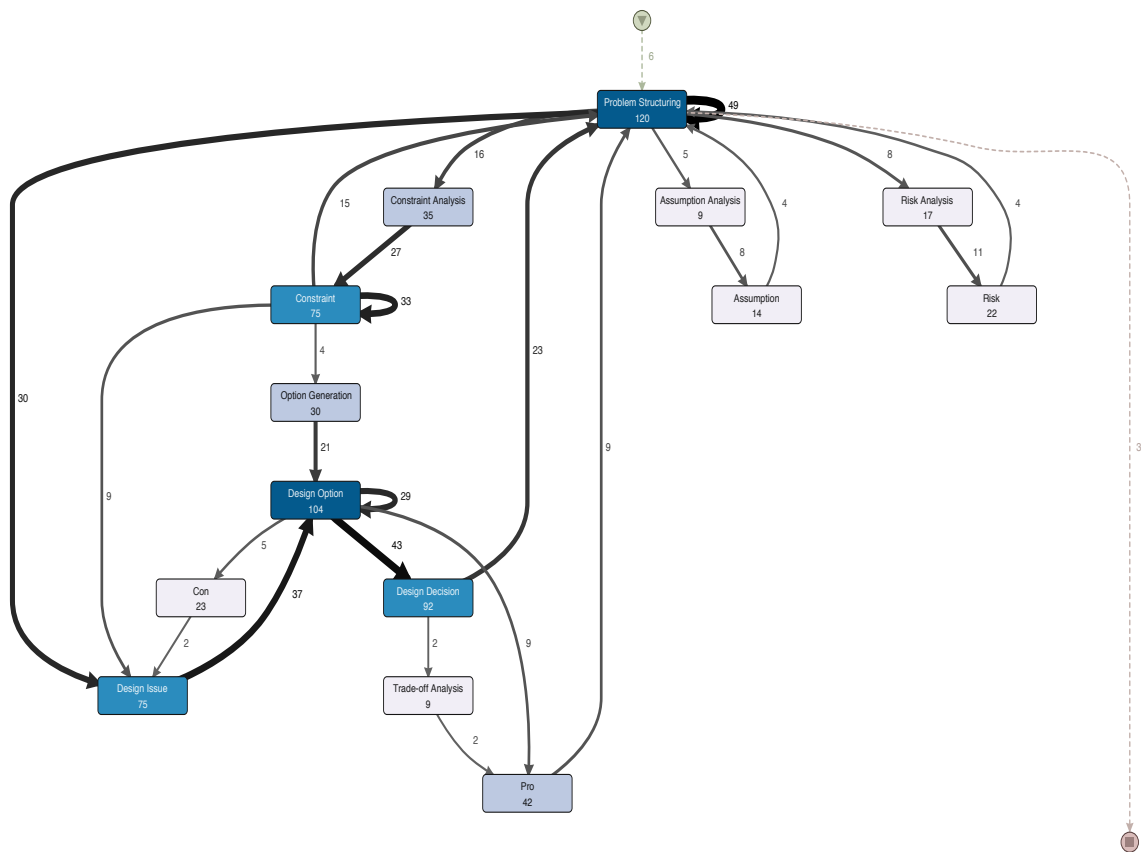 6
Problem Structuring
120
49
16
5
8
15
4
4
Constraint Analysis
35
Assumption Analysis
9
Risk Analysis
17
27
8
11
Constraint
75
33
Assumption
14
Risk
22
4
23
30
Option Generation
30
21
9
9
3
Design Option
104
29
5
43
Con
23
37
Design Decision
92
2
2
9
Design Issue
75
Trade-off Analysis
9
2
Pro
42